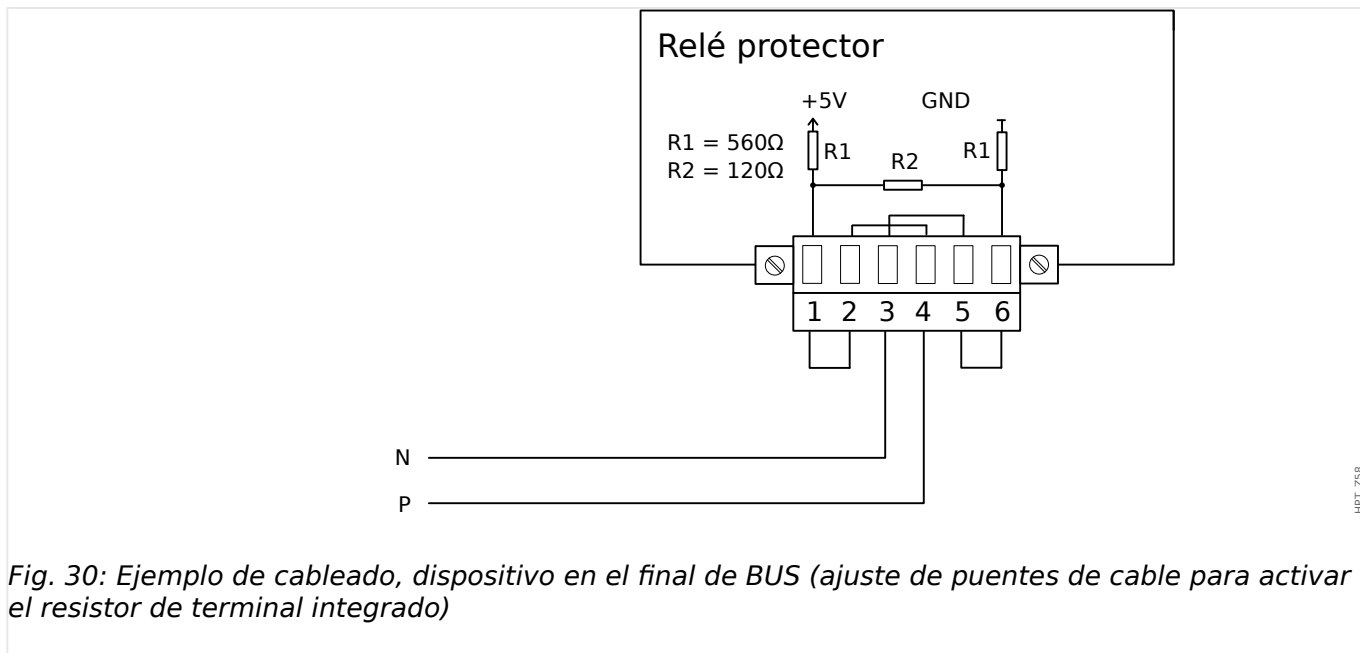 Relé protector
+5V GND
R1 = 560Ω
R2 = 120Ω
R1 R2 R1
1 2 3 4 5 6
N
P
HPT_Z58
Fig. 30: Ejemplo de cableado, dispositivo en el final de BUS (ajuste de puentes de cable para activar
el resistor de terminal integrado)